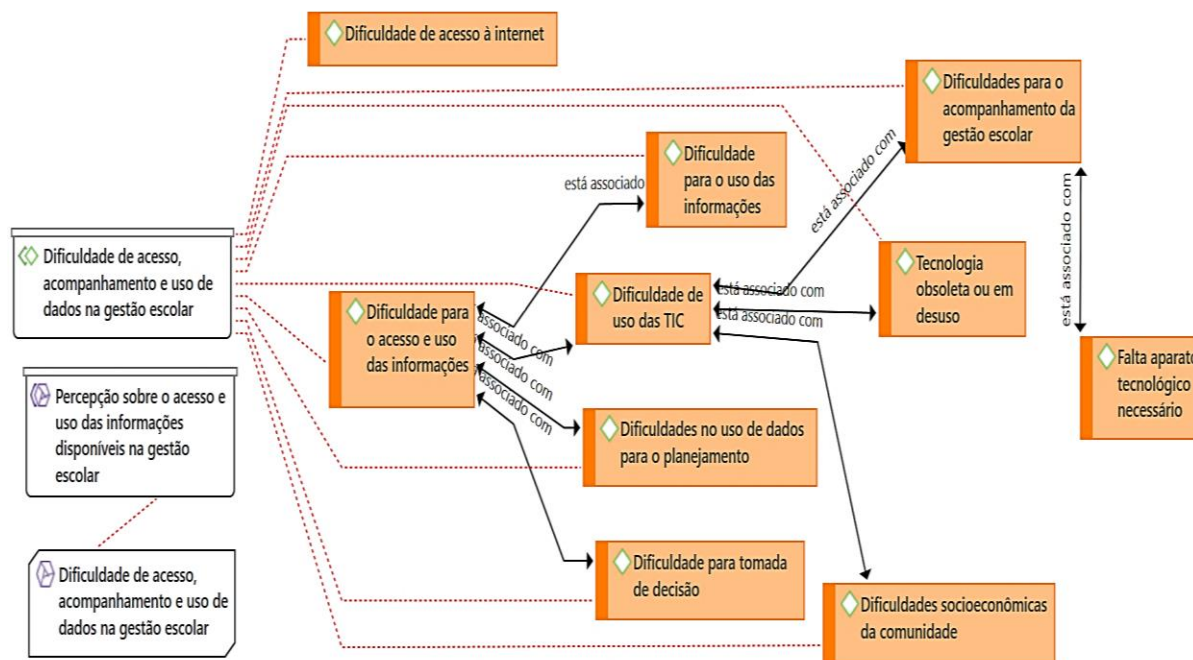 Dificuldade de acesso à internet
Dificuldades para o
acompanhamento da
gestão escolar
Dificuldade
para o uso das
informações
está associado
está associado com
está associado com
Dificuldade de acesso,
acompanhamento e uso de
dados na gestão escolar
Tecnologia
obsoleta ou em
desuso
Dificuldade de
uso das TIC
está associado com
está associado com
Dificuldade para
o acesso e uso
das informações
associado com
associado com
associado com
Falta aparato
tecnológico
necessário
Percepção sobre o acesso e
uso das informações
disponíveis na gestão
escolar
Dificuldades no uso de dados
para o planejamento
Dificuldade para tomada
de decisão
Dificuldade de acesso,
acompanhamento e uso de
dados na gestão escolar
Dificuldades socioeconômicas
da comunidade